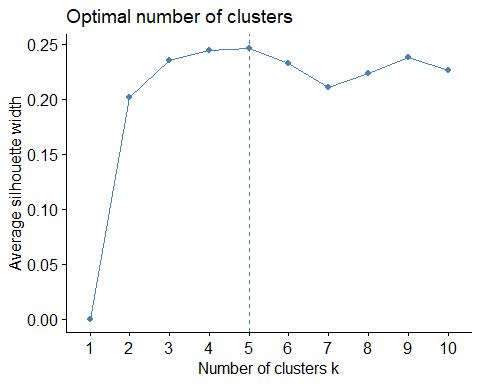 Optimal number of clusters
Average silhouette width
0.25
0.20
0.15
0.10
0.05
0.00
1 2 3 4 5 6 7 8 9 10
Number of clusters k